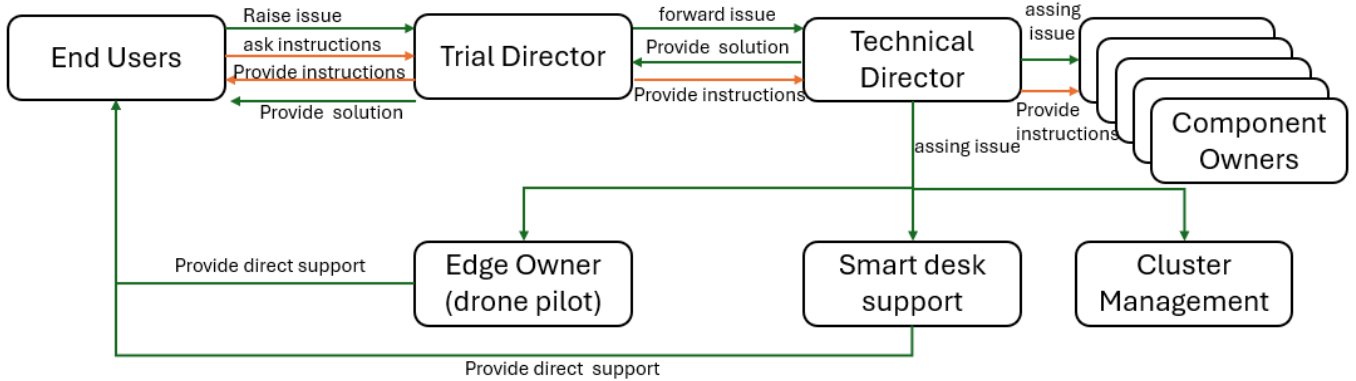 Raise issue
forward issue
assing
issue
End Users
ask instructions
Trial Director
Provide  solution
Technical
Director
Provide instructions
Provide instructions
Provide
instructions
Provide  solution
Component
Owners
assing issue
Provide direct support
Edge Owner
(drone pilot)
Smart desk
support
Cluster
Management
Provide direct  support